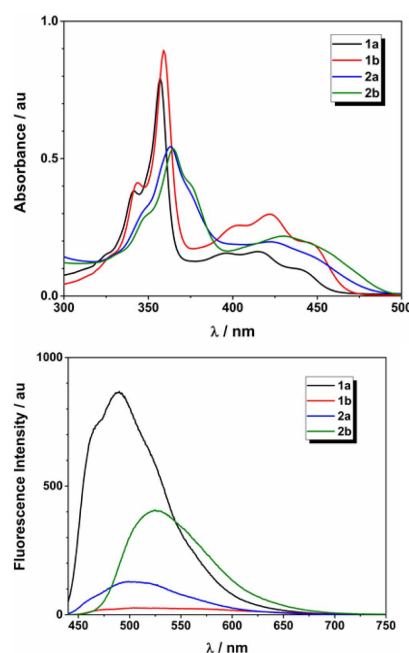 1.0
0.5
0.0
Absorbance / au
1a
1b
2a
2b
300
350
400
450
500
λ / nm
1000
500
0
Fluorescence Intensity / au
1a
1b
2a
2b
450
500
550
600
650
700
750
λ / nm